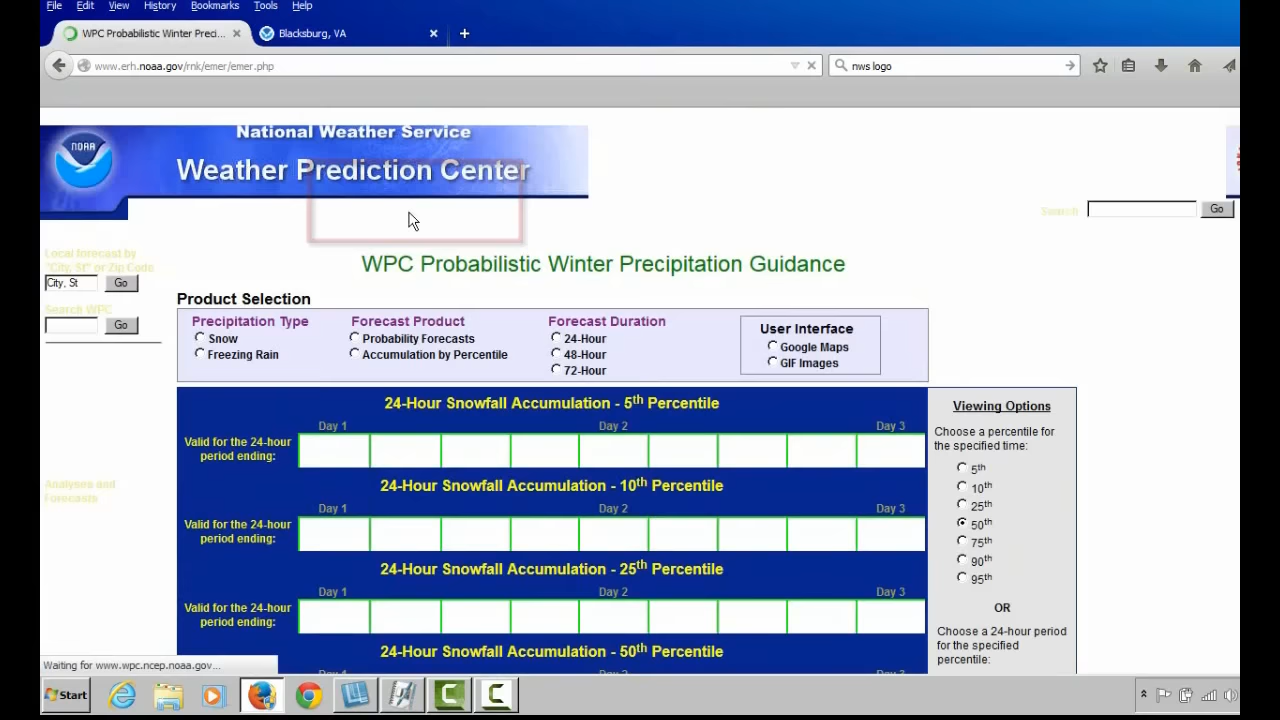 File Edit View History Bookmarks Tools Help
WPC Probabilistic Winter Preci... × Blacksburg, VA × +
www.erh.noaa.gov/rnk/emer/emer.php nws logo
NOAA
National Weather Service
Weather Prediction Center
Search Go
Local forecast by
"City, St" or Zip Code
City, St Go
Search WPC
Go
Analyses and
Forecasts
WPC Probabilistic Winter Precipitation Guidance
Product Selection
Precipitation Type Forecast Product Forecast Duration User Interface
Snow Probability Forecasts 24-Hour Google Maps
Freezing Rain Accumulation by Percentile 48-Hour GIF Images
72-Hour
24-Hour Snowfall Accumulation - 5th Percentile
Day 1 Day 2 Day 3
Valid for the 24-hour
period ending:
24-Hour Snowfall Accumulation - 10th Percentile
Day 1 Day 2 Day 3
Valid for the 24-hour
period ending:
24-Hour Snowfall Accumulation - 25th Percentile
Day 1 Day 2 Day 3
Valid for the 24-hour
period ending:
24-Hour Snowfall Accumulation - 50th Percentile
Day 1 Day 2 Day 3
Viewing Options
Choose a percentile for
the specified time:
5th
10th
25th
50th
75th
90th
95th
OR
Choose a 24-hour period
for the specified
percentile:
Waiting for www.wpc.ncep.noaa.gov...
Start